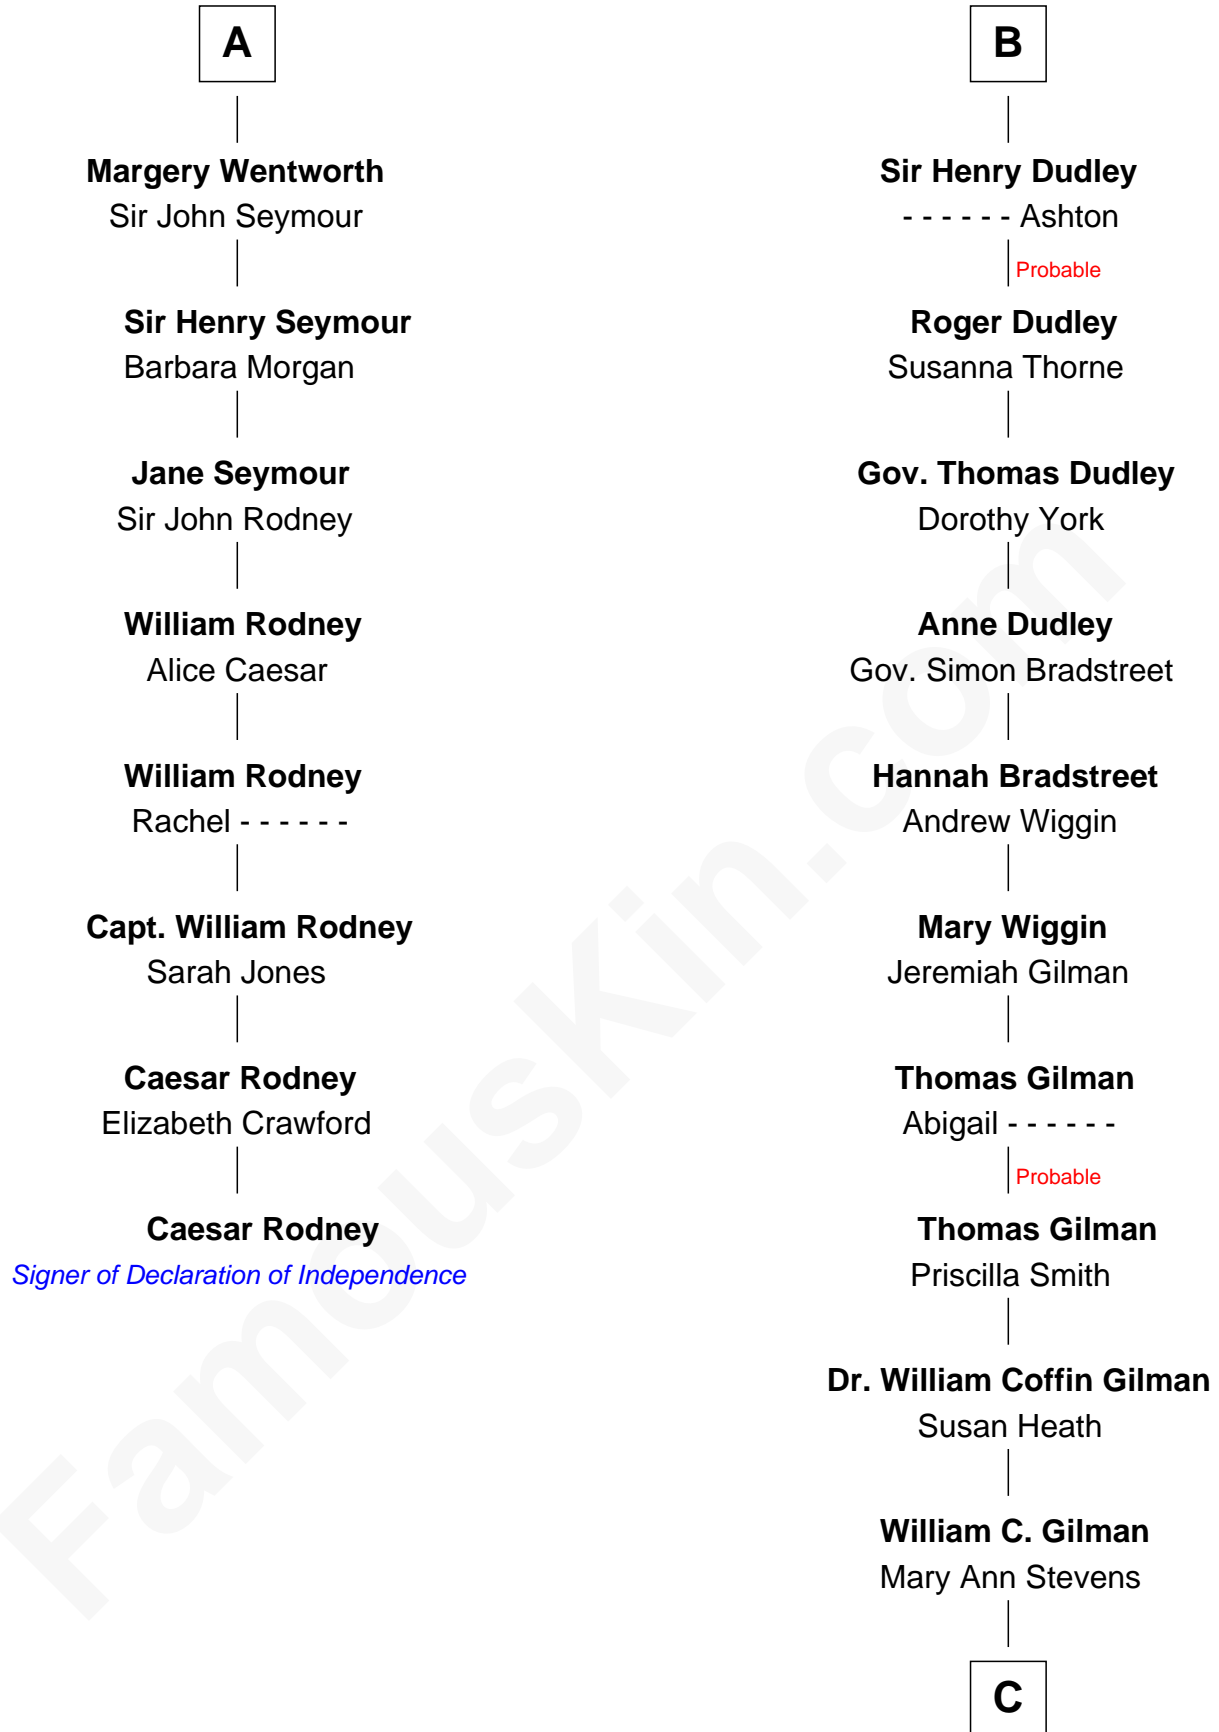 A
Margery Wentworth
Sir John Seymour
Sir Henry Seymour
Barbara Morgan
Jane Seymour
Sir John Rodney
William Rodney
Alice Caesar
William Rodney
Rachel - - - - - -
Capt. William Rodney
Sarah Jones
Caesar Rodney
Elizabeth Crawford
Caesar Rodney
Signer of Declaration of Independence
B
Sir Henry Dudley
- - - - - - Ashton
Probable
Roger Dudley
Susanna Thorne
Gov. Thomas Dudley
Dorothy York
Anne Dudley
Gov. Simon Bradstreet
Hannah Bradstreet
Andrew Wiggin
Mary Wiggin
Jeremiah Gilman
Thomas Gilman
Abigail - - - - - -
Probable
Thomas Gilman
Priscilla Smith
Dr. William Coffin Gilman
Susan Heath
William C. Gilman
Mary Ann Stevens
C
FamousKin.com